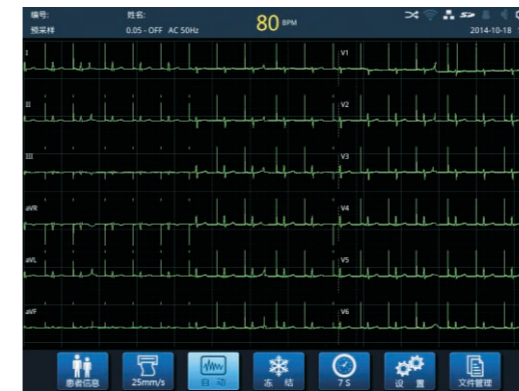 编号: 姓名: 80 BPM
预采样 0.05 - OFF AC 50Hz 2014-10-18
I V1
II V2
III V3
aVR V4
aVL V5
aVF V6
患者信息 25mm/s 自 动 冻 结 7 S 设 置 文件管理